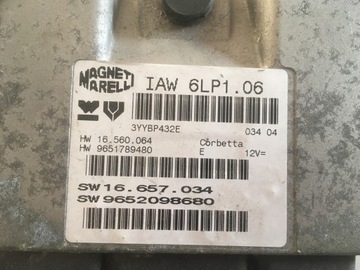 MAGNETI MARELLI
IAW 6LP1.06
3YYBP432E 034 04
HW 16.560.064 Corbetta
HW 9651789480 E 12V=
SW16.657.034
SW9652098680